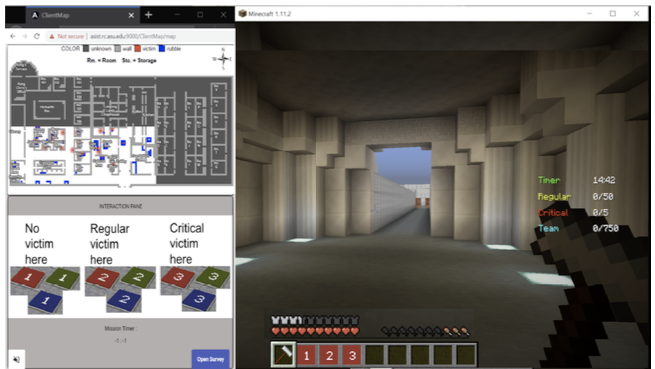 ClientMap
Not secure | asist.rc.asu.edu:3000/ClientMap/map
COLOR unknown wall victim rubble
Rm. = Room Sto. = Storage
INTERACTION PANE
No victim here
Regular victim here
Critical victim here
1 1 1
2 2 2
3 3 3
Mission Timer :
-1 : -1
Open Survey
Minecraft 1.11.2
Timer 14:42
Regular 0/50
Critical 0/5
Team 0/750
1 2 3